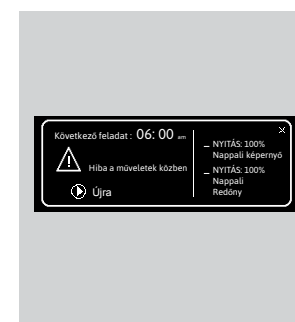 Következő feladat : 06: 00 am
Hiba a műveletek közben
Újra
NYITÁS: 100%
Nappali képernyő
NYITÁS: 100%
Nappali
Redőny